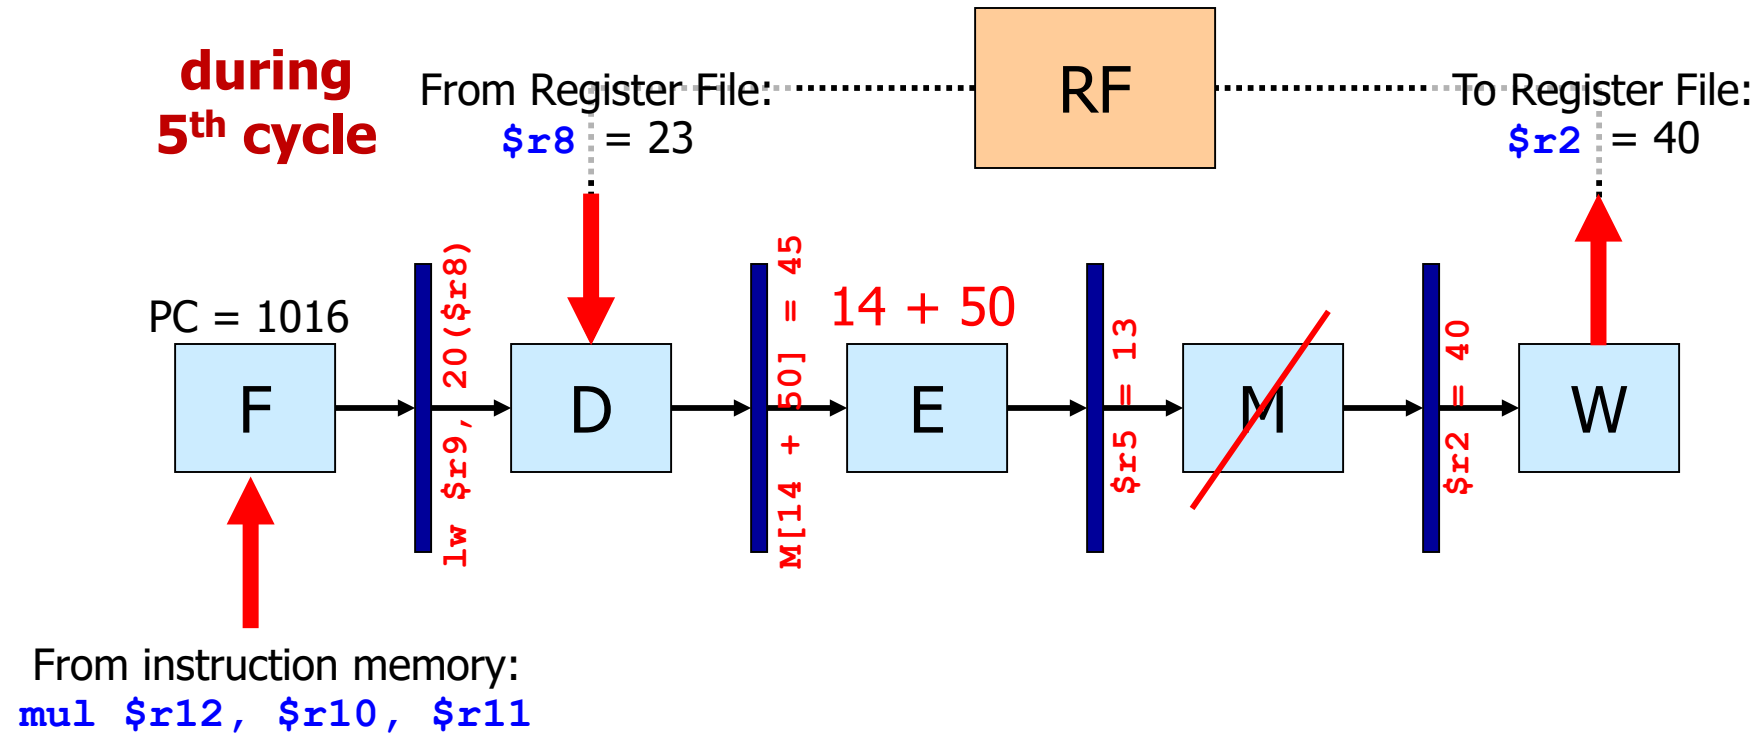 during
5th cycle
From Register File:
$r8 = 23
RF
To Register File:
$r2 = 40
PC = 1016
F
lw $r9, 20($r8)
D
M[14 + 50] = 45
14 + 50
E
$r5 = 13
M
$r2 = 40
W
From instruction memory:
mul $r12, $r10, $r11